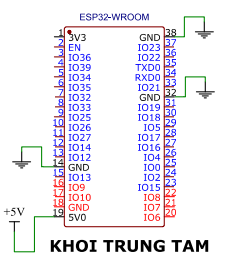 ESP32-WROOM
1 3V3 GND 38
2 EN IO23 37
3 IO36 IO22 36
4 IO39 TXD0 35
5 IO34 RXD0 34
6 IO35 IO21 33
7 IO32 GND 32
8 IO33 IO19 31
9 IO25 IO18 30
10 IO26 IO5 29
11 IO27 IO17 28
12 IO14 IO16 27
13 IO12 IO4 26
14 GND IO0 25
15 IO13 IO2 24
16 IO9 IO15 23
17 IO10 IO8 22
18 GND IO7 21
19 5V0 IO6 20
+5V
KHOI TRUNG TAM